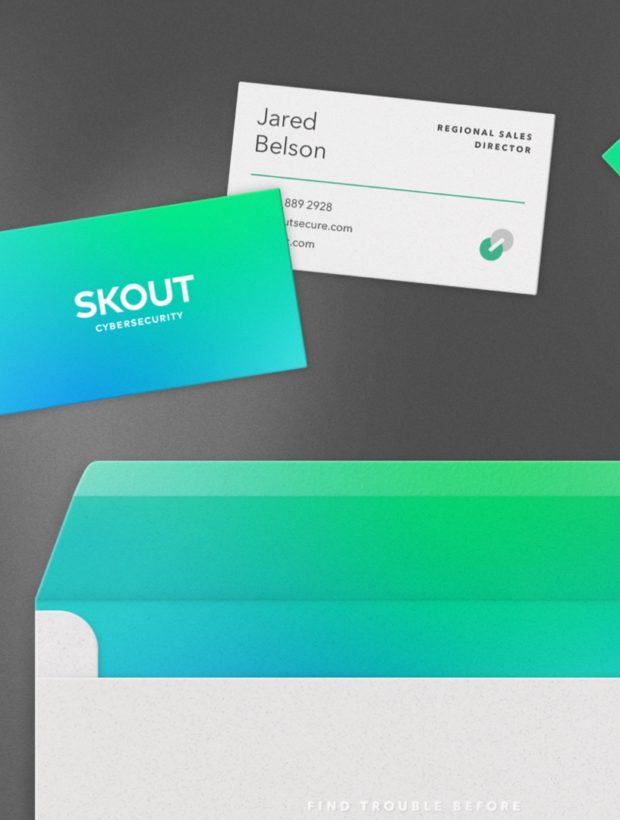 Jared
Belson
REGIONAL SALES
DIRECTOR
889 2928
utsecure.com
.com
SKOUT
CYBERSECURITY
FIND TROUBLE BEFORE